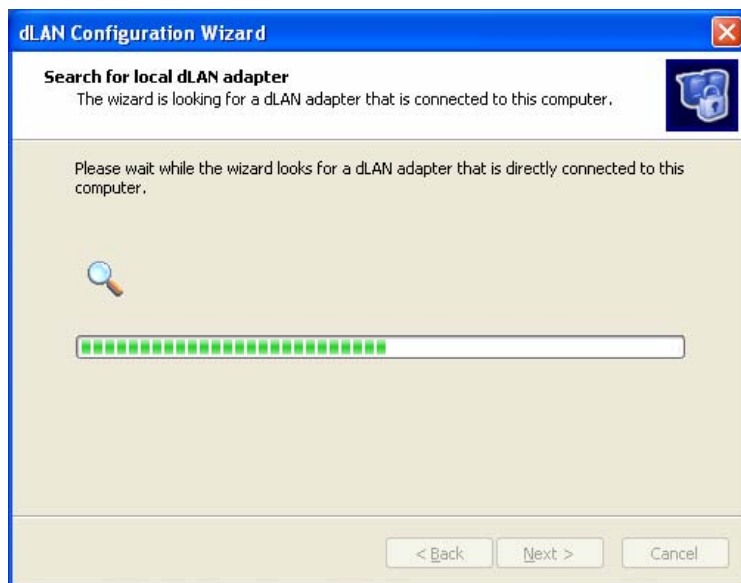 dLAN Configuration Wizard
Search for local dLAN adapter
The wizard is looking for a dLAN adapter that is connected to this computer.
Please wait while the wizard looks for a dLAN adapter that is directly connected to this
computer.
< Back
Next >
Cancel